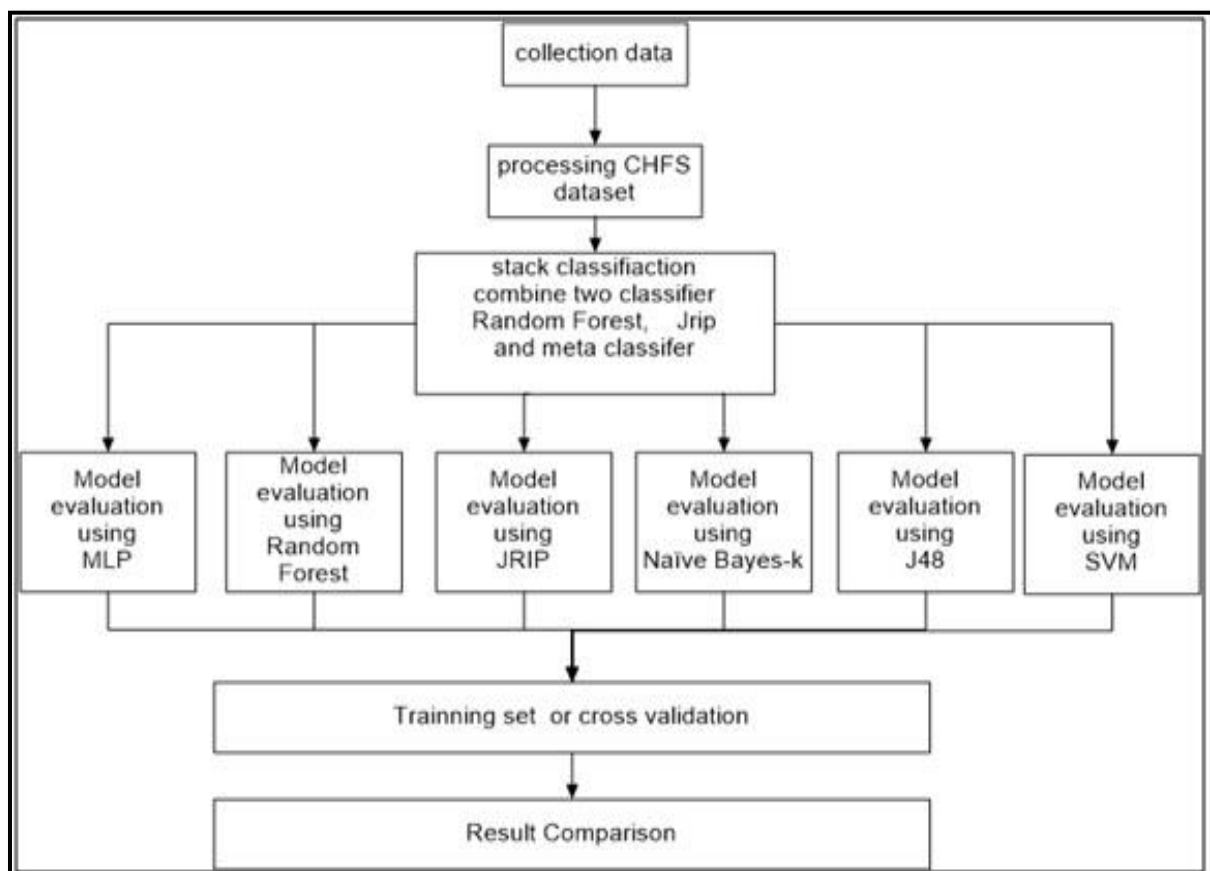 collection data
processing CHFS
dataset
stack classifiaction
combine two classifier
Random Forest, Jrip
and meta classifer
Model
evaluation
using
MLP
Model
evaluation
using
Random
Forest
Model
evaluation
using
JRIP
Model
evaluation
using
Naïve Bayes-k
Model
evaluation
using
J48
Model
evaluation
using
SVM
Trainning set or cross validation
Result Comparison